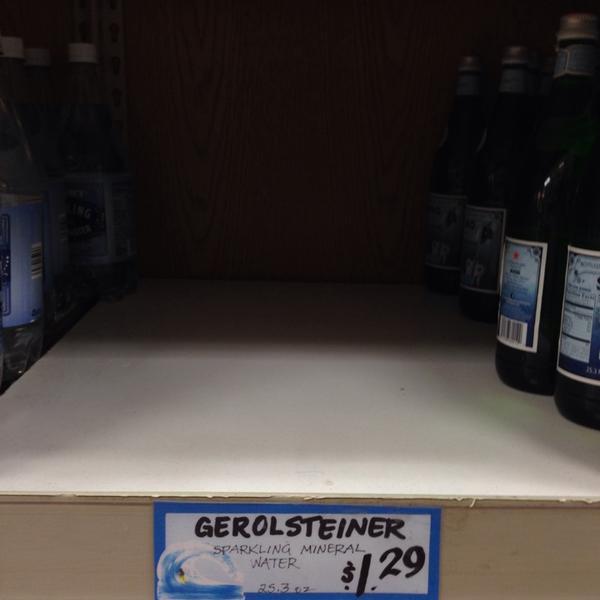 GEROLSTEINER
SPARKLING MINERAL
WATER
25.3 oz
$1.29